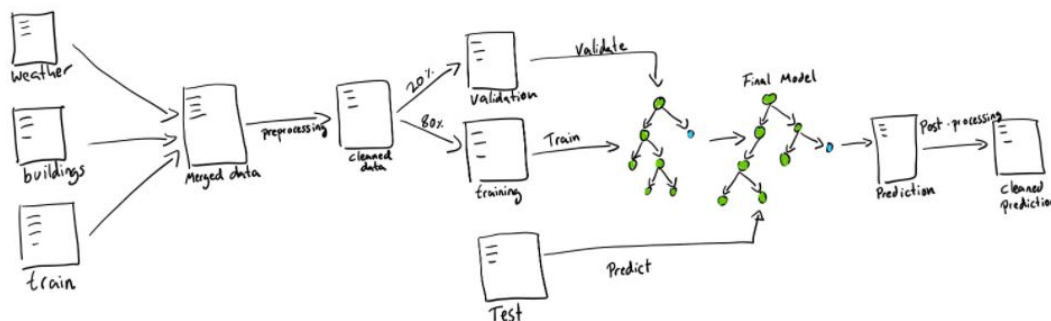 weather
buildings
train
Merged data
preprocessing
cleaned
data
20%
80%
Validation
training
Test
Validate
Train
Predict
Final Model
Prediction
Post-processing
cleaned
prediction